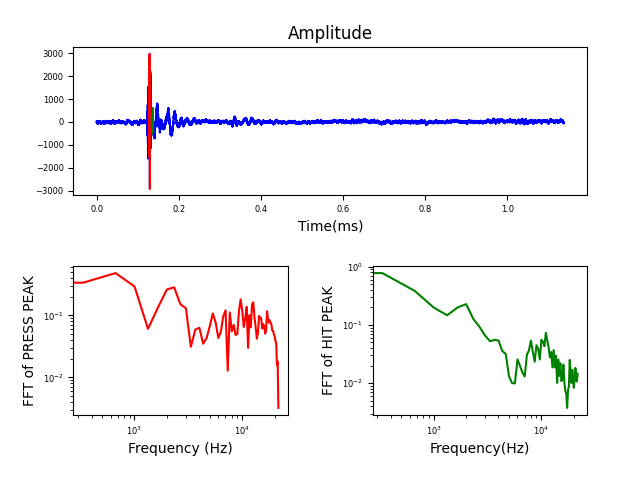 Amplitude
3000
2000
1000
0
−1000
−2000
−3000
0.0 0.2 0.4 0.6 0.8 1.0
Time(ms)
FFT of PRESS PEAK
10⁻¹
10⁻²
10³ 10⁴
Frequency (Hz)
FFT of HIT PEAK
10⁰
10⁻¹
10⁻²
10³ 10⁴
Frequency(Hz)